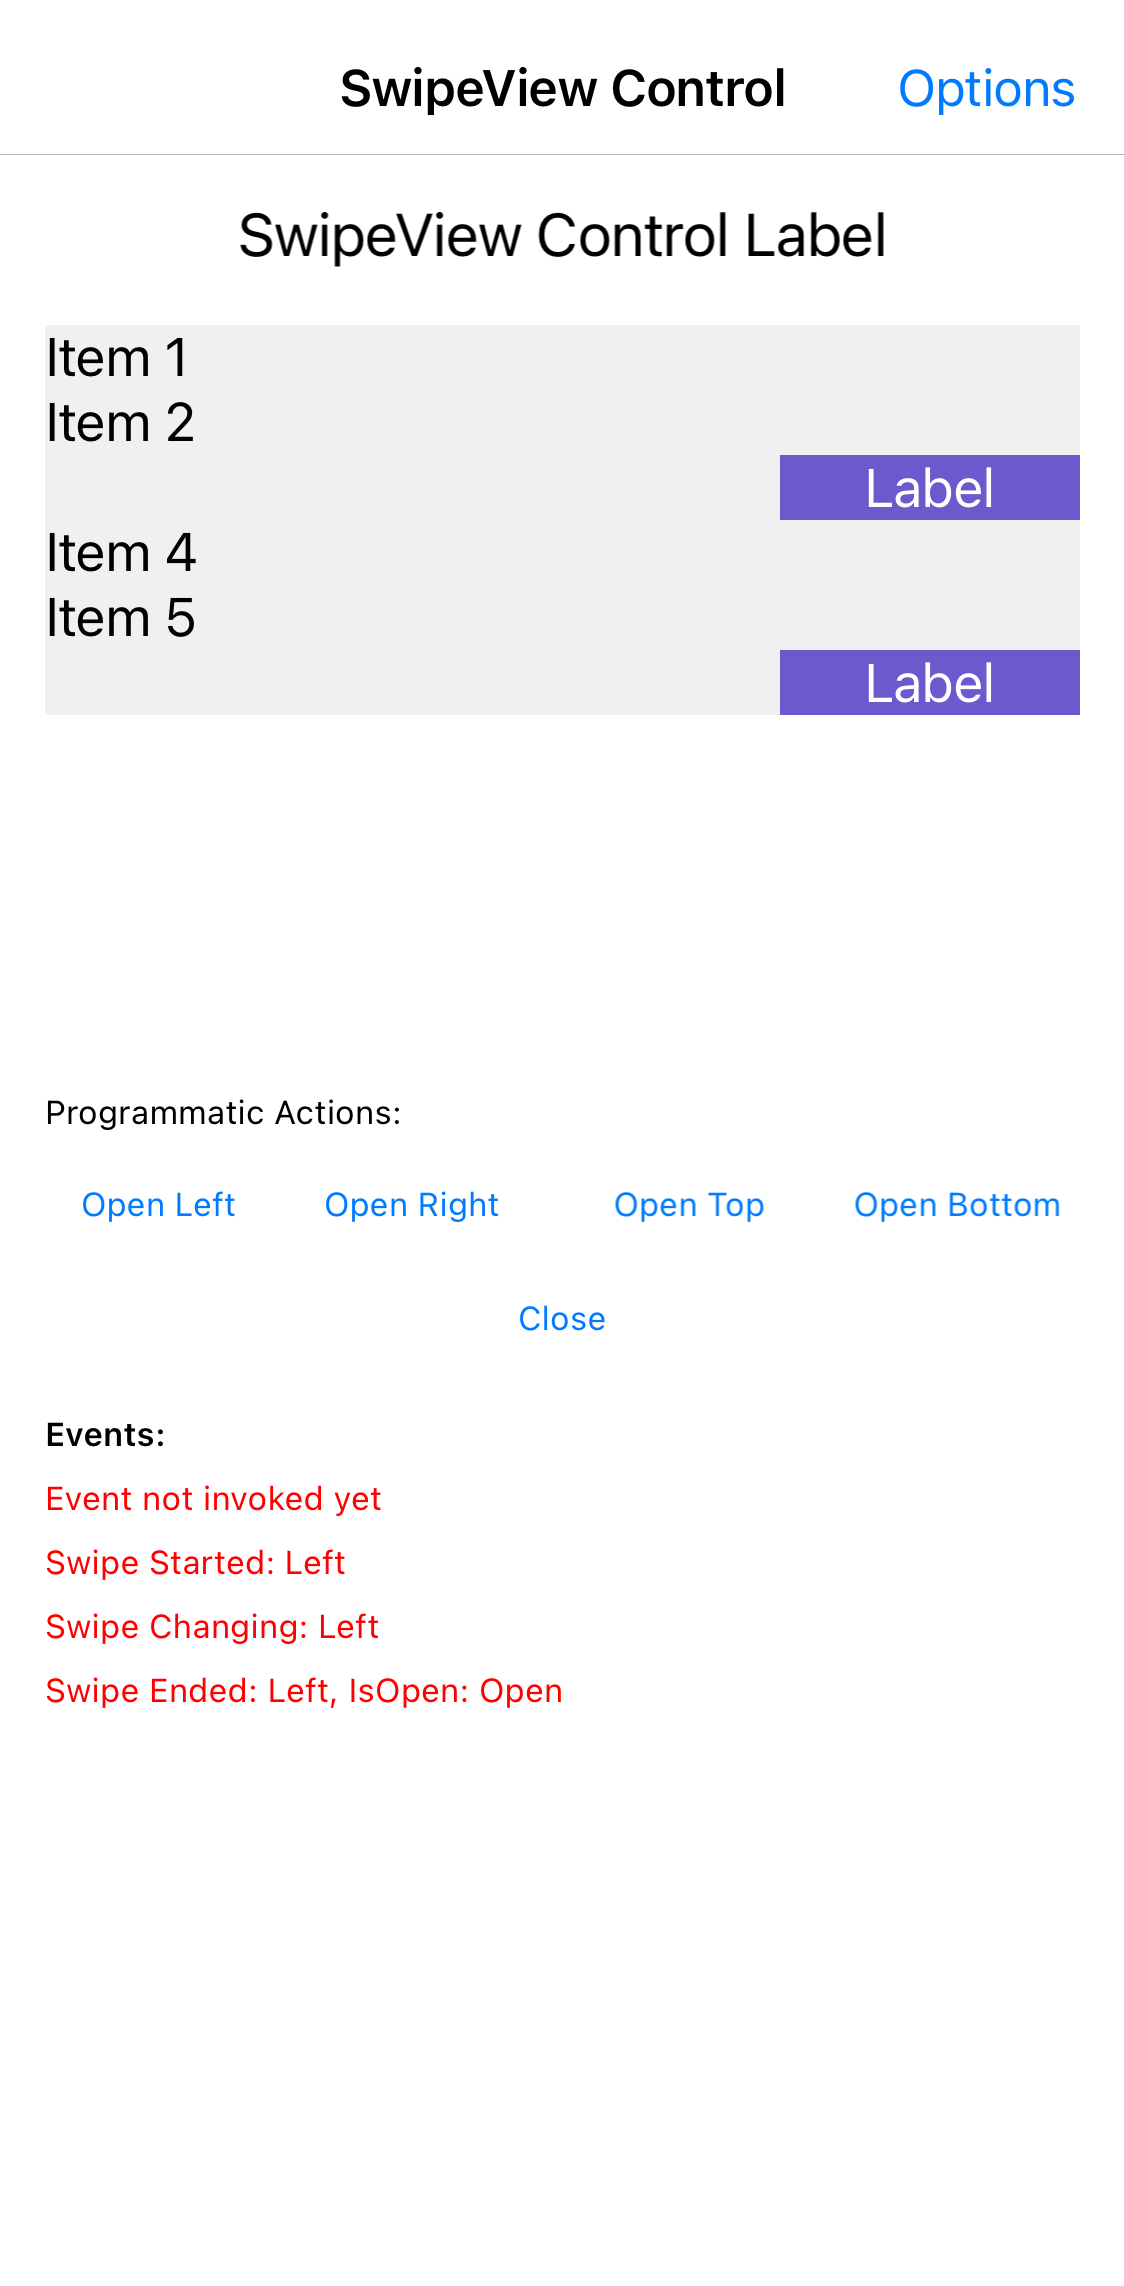 SwipeView Control
Options
SwipeView Control Label
Item 1
Item 2
Label
Item 4
Item 5
Label
Programmatic Actions:
Open Left
Open Right
Open Top
Open Bottom
Close
Events:
Event not invoked yet
Swipe Started: Left
Swipe Changing: Left
Swipe Ended: Left, IsOpen: Open